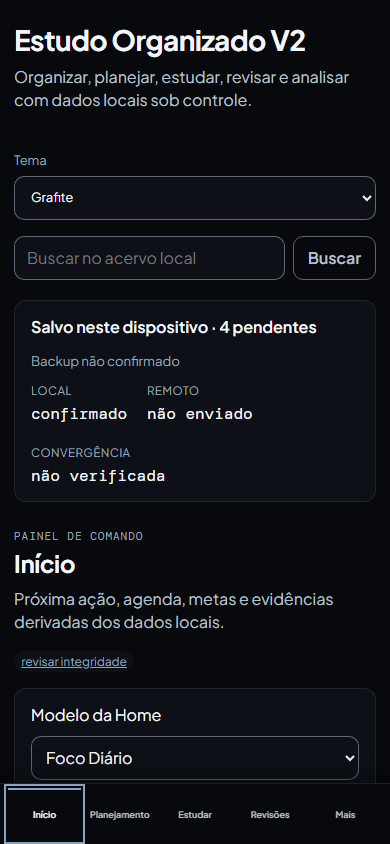 Estudo Organizado V2
Organizar, planejar, estudar, revisar e analisar
com dados locais sob controle.
Tema
Grafite
Buscar no acervo local
Buscar
Salvo neste dispositivo · 4 pendentes
Backup não confirmado
LOCAL
REMOTO
confirmado
não enviado
CONVERGÊNCIA
não verificada
PAINEL DE COMANDO
Início
Próxima ação, agenda, metas e evidências
derivadas dos dados locais.
revisar integridade
Modelo da Home
Foco Diário
Início
Planejamento
Estudar
Revisões
Mais